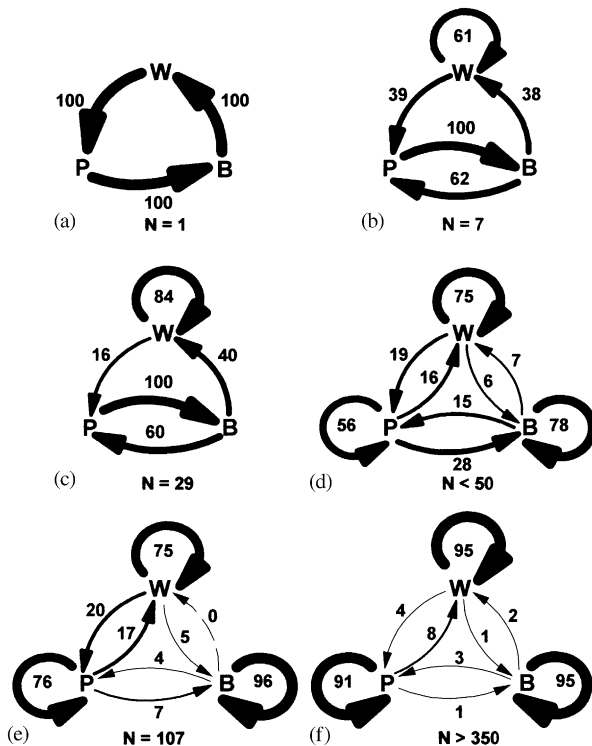 W
100 100
P B
100
(a) N = 1
61
W
39 38
100
P B
62
(b) N = 7
84
W
16 40
100
P B
60
(c) N = 29
75
W
19 7
16 6
15
56 P B 78
28
(d) N < 50
75
W
20 0
17 5
4
76 P B 96
7
(e) N = 107
95
W
4 2
8 1
3
91 P B 95
1
(f) N > 350